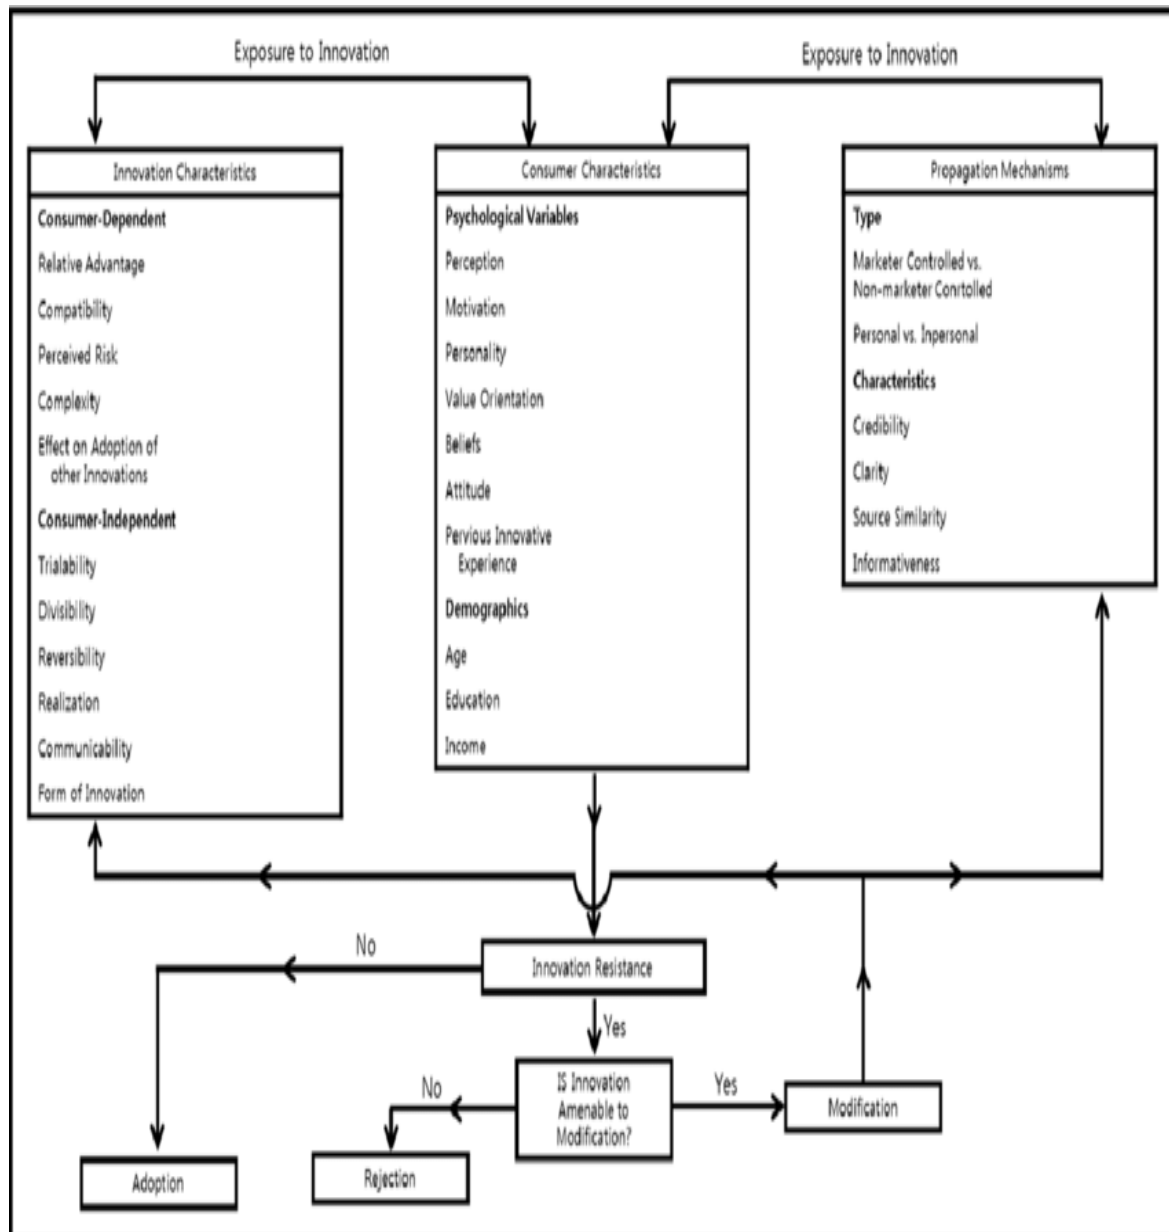 Exposure to Innovation
Exposure to Innovation
Innovation Characteristics
Consumer-Dependent
Relative Advantage
Compatibility
Perceived Risk
Complexity
Effect on Adoption of
other Innovations
Consumer-Independent
Trialability
Divisibility
Reversibility
Realization
Communicability
Form of Innovation
Consumer Characteristics
Psychological Variables
Perception
Motivation
Personality
Value Orientation
Beliefs
Attitude
Pervious Innovative
Experience
Demographics
Age
Education
Income
Propagation Mechanisms
Type
Marketer Controlled vs.
Non-marketer Conrtolled
Personal vs. Inpersonal
Characteristics
Credibility
Clarity
Source Similarity
Informativeness
No
Innovation Resistance
Yes
No
IS Innovation
Amenable to
Modification?
Yes
Modification
Adoption
Rejection